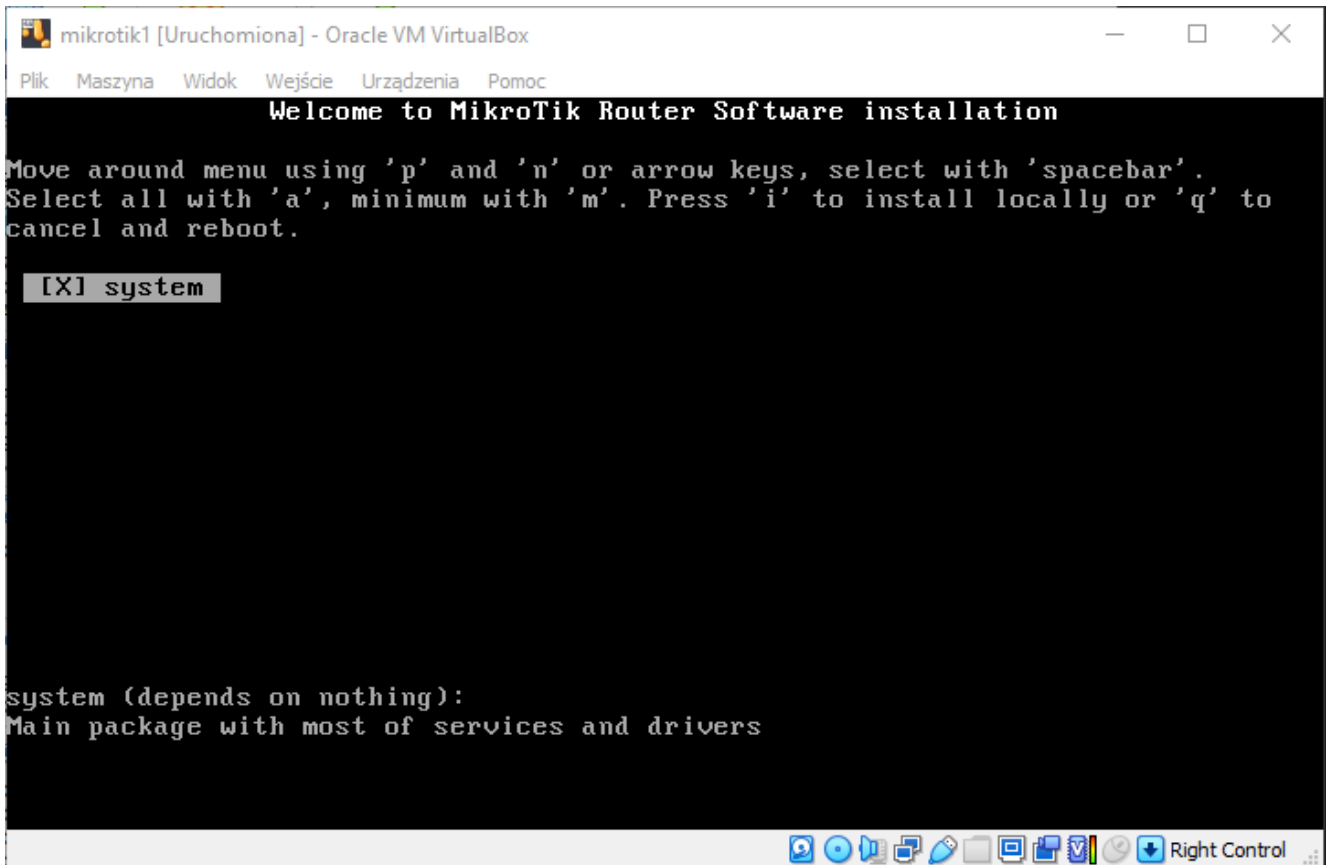 mikrotik1 [Uruchomiona] - Oracle VM VirtualBox
Plik Maszyna Widok Wejście Urządzenia Pomoc
Welcome to MikroTik Router Software installation
Move around menu using 'p' and 'n' or arrow keys, select with 'spacebar'.
Select all with 'a', minimum with 'm'. Press 'i' to install locally or 'q' to
cancel and reboot.
[X] system
system (depends on nothing):
Main package with most of services and drivers
Right Control